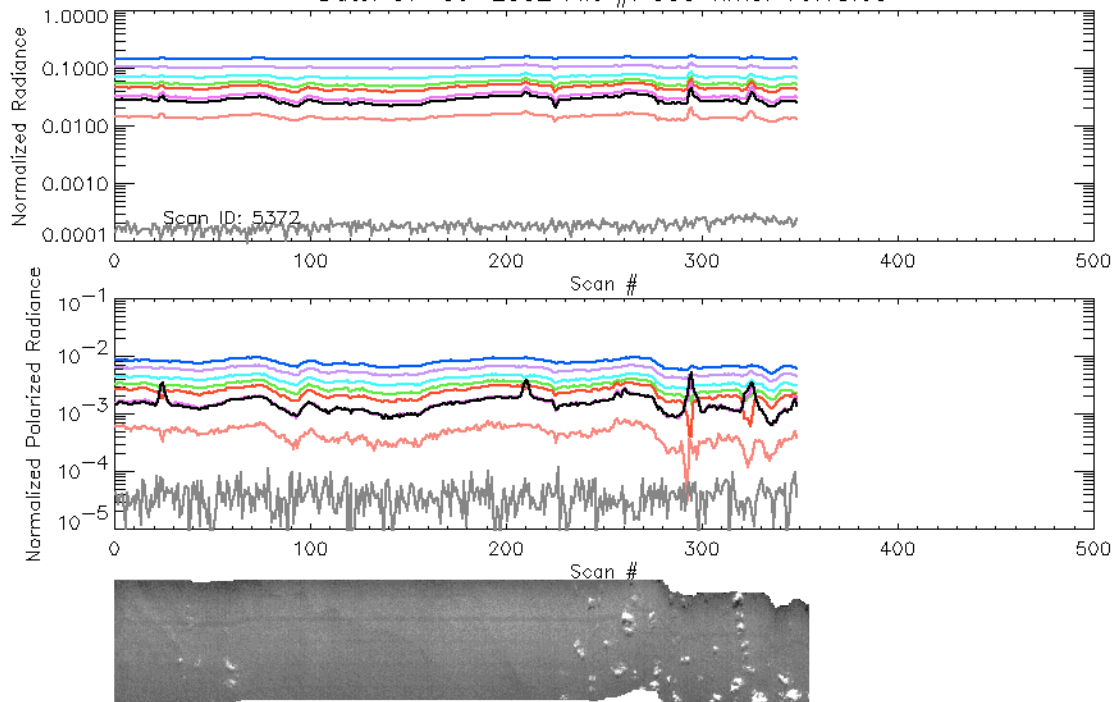 1.0000
0.1000
0.0100
0.0010
0.0001
Normalized Radiance
Scan ID: 5372
0 100 200 300 400 500
Scan #
10-1
10-2
10-3
10-4
10-5
Normalized Polarized Radiance
0 100 200 300 400 500
Scan #